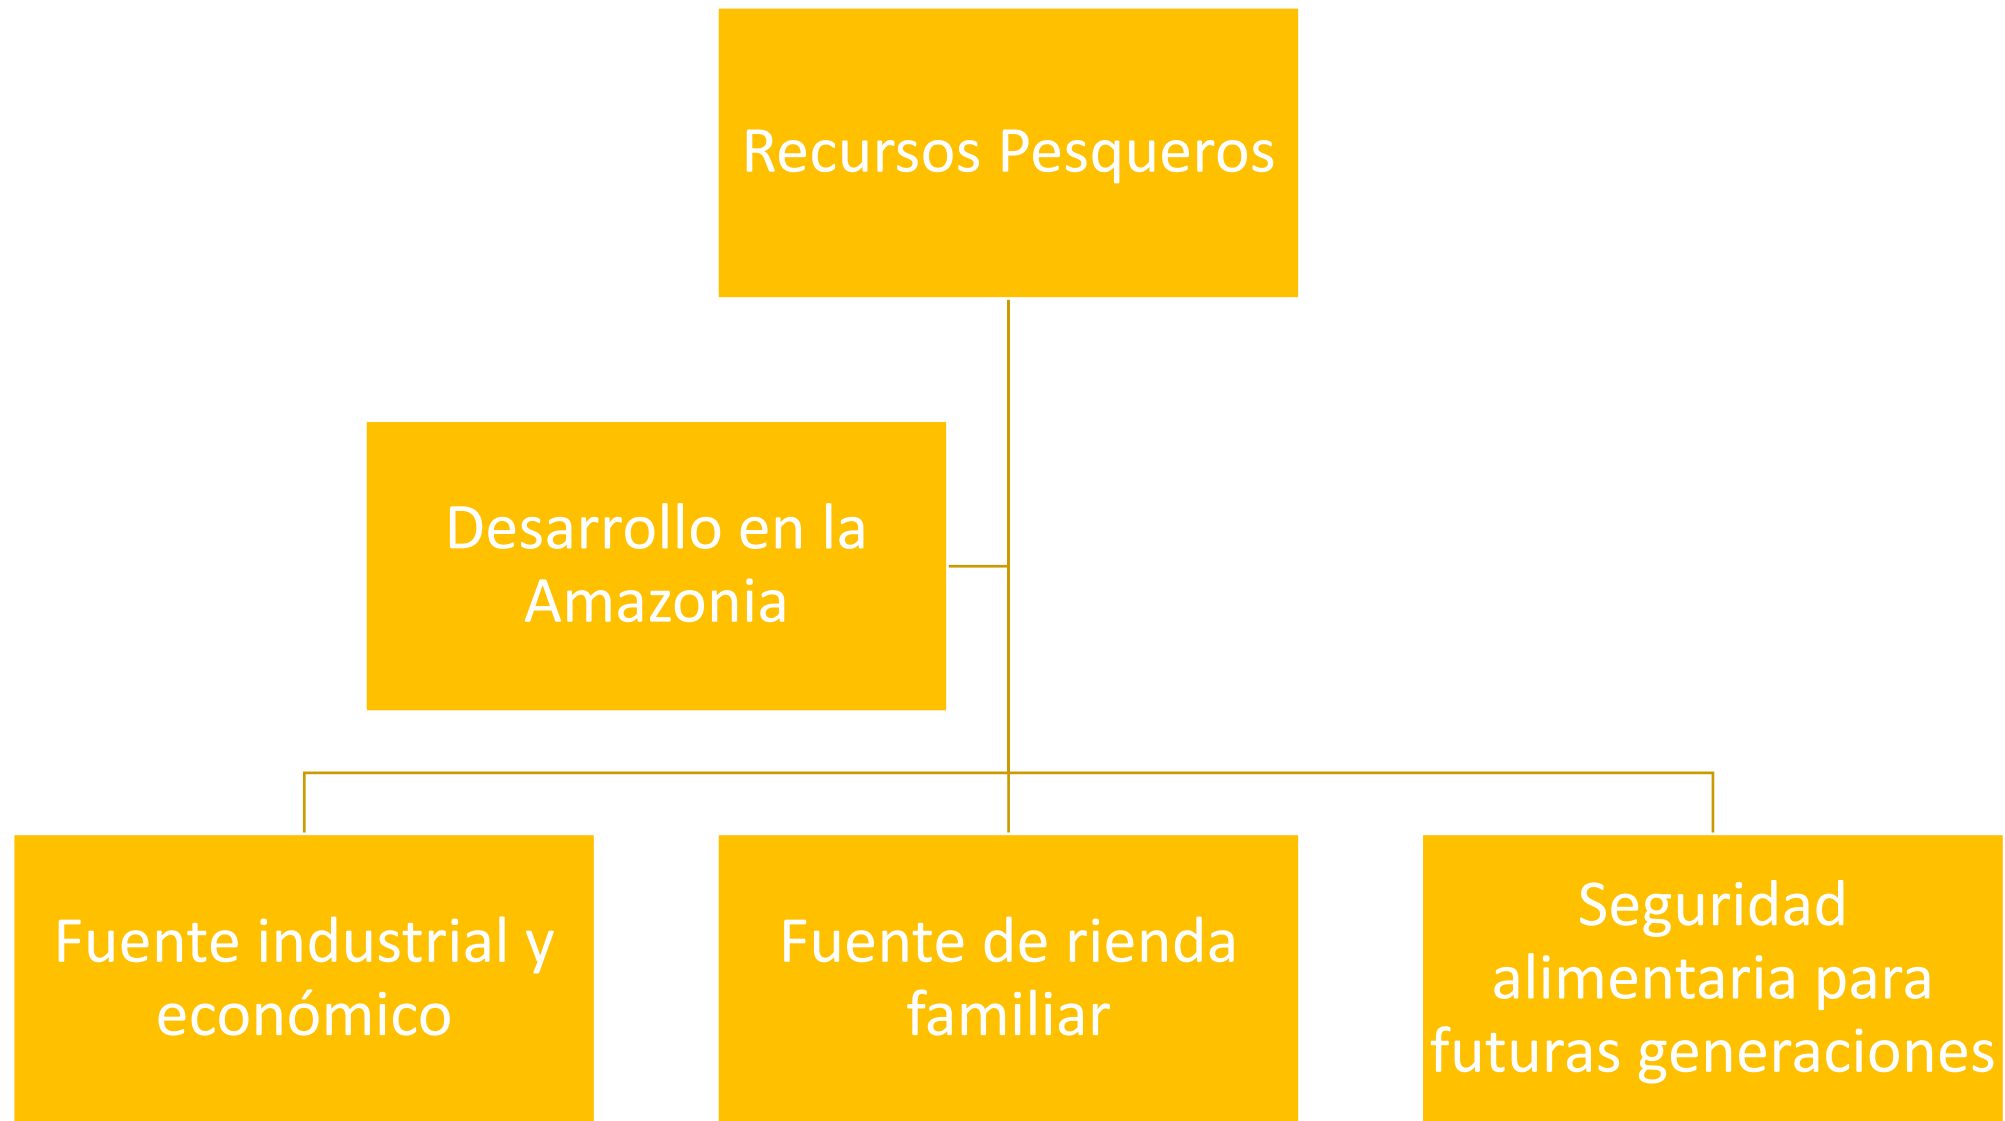 Recursos Pesqueros
Desarrollo en la
Amazonia
Fuente industrial y
económico
Fuente de rienda
familiar
Seguridad
alimentaria para
futuras generaciones